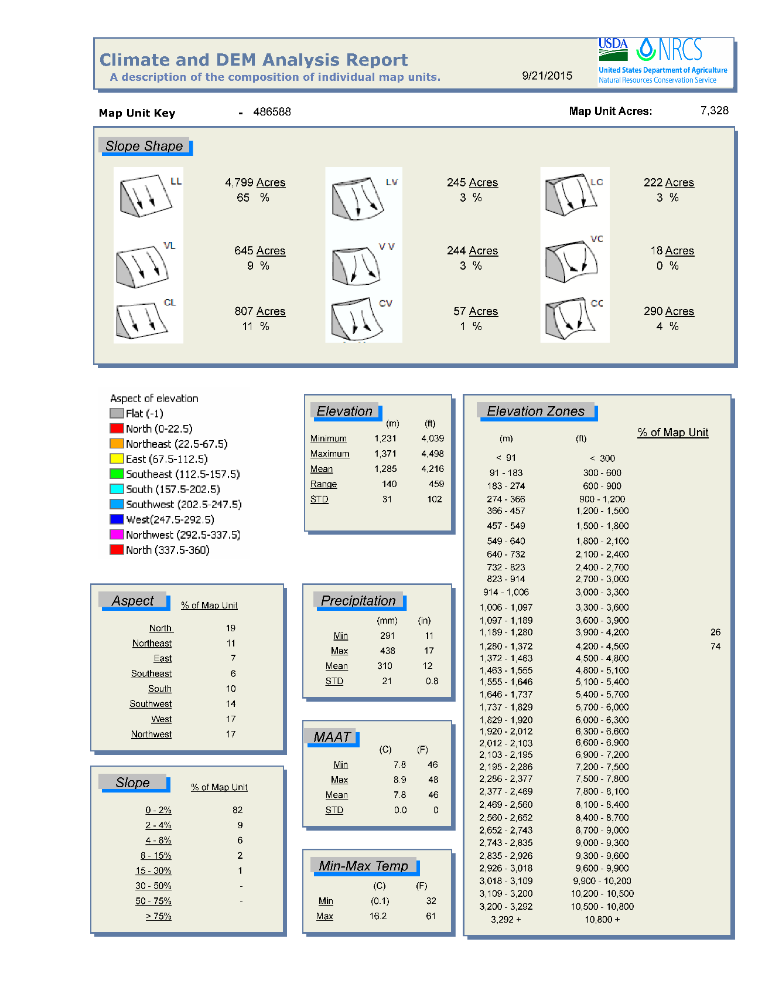 Climate and DEM Analysis Report
A description of the composition of individual map units.
9/21/2015
USDA NRCS
United States Department of Agriculture
Natural Resources Conservation Service
Map Unit Key - 486588
Map Unit Acres: 7,328
Slope Shape
LL 4,799 Acres 65 %
LV 245 Acres 3 %
LC 222 Acres 3 %
VL 645 Acres 9 %
V V 244 Acres 3 %
VC 18 Acres 0 %
CL 807 Acres 11 %
CV 57 Acres 1 %
CC 290 Acres 4 %
Aspect of elevation
Flat (-1)
North (0-22.5)
Northeast (22.5-67.5)
East (67.5-112.5)
Southeast (112.5-157.5)
South (157.5-202.5)
Southwest (202.5-247.5)
West(247.5-292.5)
Northwest (292.5-337.5)
North (337.5-360)
Elevation
(m) (ft)
Minimum 1,231 4,039
Maximum 1,371 4,498
Mean 1,285 4,216
Range 140 459
STD 31 102
Aspect
% of Map Unit
North 19
Northeast 11
East 7
Southeast 6
South 10
Southwest 14
West 17
Northwest 17
Slope
% of Map Unit
0 - 2% 82
2 - 4% 9
4 - 8% 6
8 - 15% 2
15 - 30% 1
30 - 50% -
50 - 75% -
> 75%
Precipitation
(mm) (in)
Min 291 11
Max 438 17
Mean 310 12
STD 21 0.8
MAAT
(C) (F)
Min 7.8 46
Max 8.9 48
Mean 7.8 46
STD 0.0 0
Min-Max Temp
(C) (F)
Min (0.1) 32
Max 16.2 61
Elevation Zones
(m) (ft) % of Map Unit
< 91 < 300
91 - 183 300 - 600
183 - 274 600 - 900
274 - 366 900 - 1,200
366 - 457 1,200 - 1,500
457 - 549 1,500 - 1,800
549 - 640 1,800 - 2,100
640 - 732 2,100 - 2,400
732 - 823 2,400 - 2,700
823 - 914 2,700 - 3,000
914 - 1,006 3,000 - 3,300
1,006 - 1,097 3,300 - 3,600
1,097 - 1,189 3,600 - 3,900
1,189 - 1,280 3,900 - 4,200 26
1,280 - 1,372 4,200 - 4,500 74
1,372 - 1,463 4,500 - 4,800
1,463 - 1,555 4,800 - 5,100
1,555 - 1,646 5,100 - 5,400
1,646 - 1,737 5,400 - 5,700
1,737 - 1,829 5,700 - 6,000
1,829 - 1,920 6,000 - 6,300
1,920 - 2,012 6,300 - 6,600
2,012 - 2,103 6,600 - 6,900
2,103 - 2,195 6,900 - 7,200
2,195 - 2,286 7,200 - 7,500
2,286 - 2,377 7,500 - 7,800
2,377 - 2,469 7,800 - 8,100
2,469 - 2,560 8,100 - 8,400
2,560 - 2,652 8,400 - 8,700
2,652 - 2,743 8,700 - 9,000
2,743 - 2,835 9,000 - 9,300
2,835 - 2,926 9,300 - 9,600
2,926 - 3,018 9,600 - 9,900
3,018 - 3,109 9,900 - 10,200
3,109 - 3,200 10,200 - 10,500
3,200 - 3,292 10,500 - 10,800
3,292 + 10,800 +